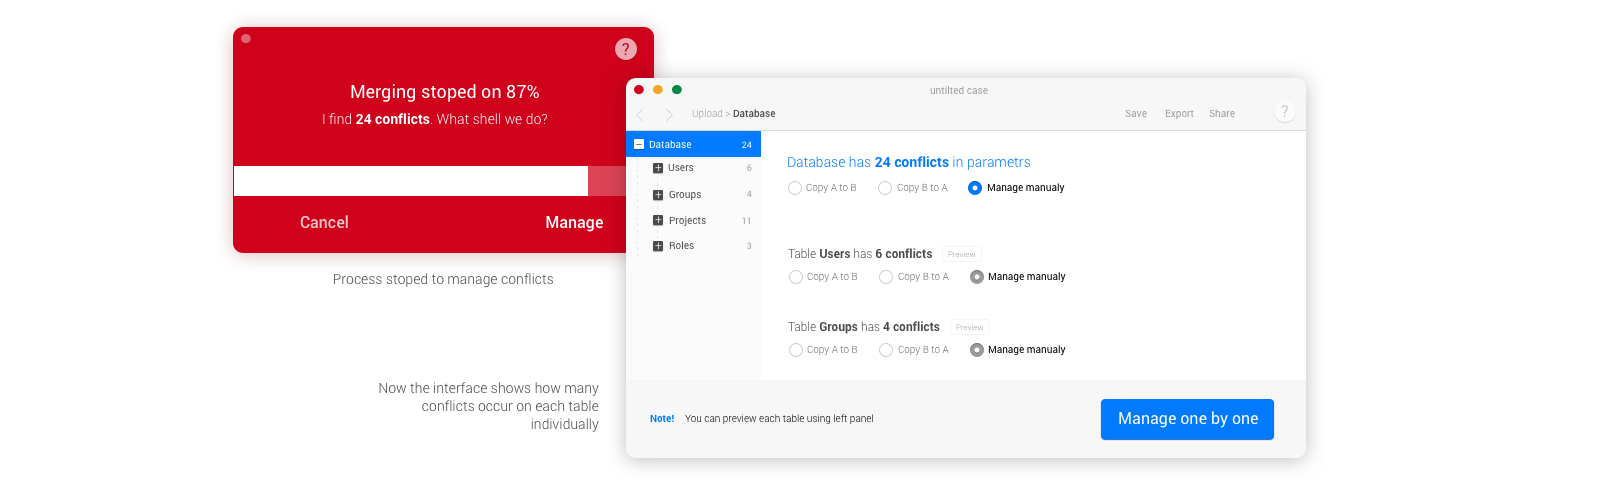 ?
Merging stoped on 87%
I find 24 conflicts. What shell we do?
Cancel
Manage
Process stoped to manage conflicts
Now the interface shows how many
conflicts occur on each table
individually
untilted case
Upload > Database
Save
Export
Share
?
Database 24
Users 6
Groups 4
Projects 11
Roles 3
Database has 24 conflicts in parametrs
Copy A to B
Copy B to A
Manage manualy
Table Users has 6 conflicts
Preview
Copy A to B
Copy B to A
Manage manualy
Table Groups has 4 conflicts
Preview
Copy A to B
Copy B to A
Manage manualy
Note! You can preview each table using left panel
Manage one by one